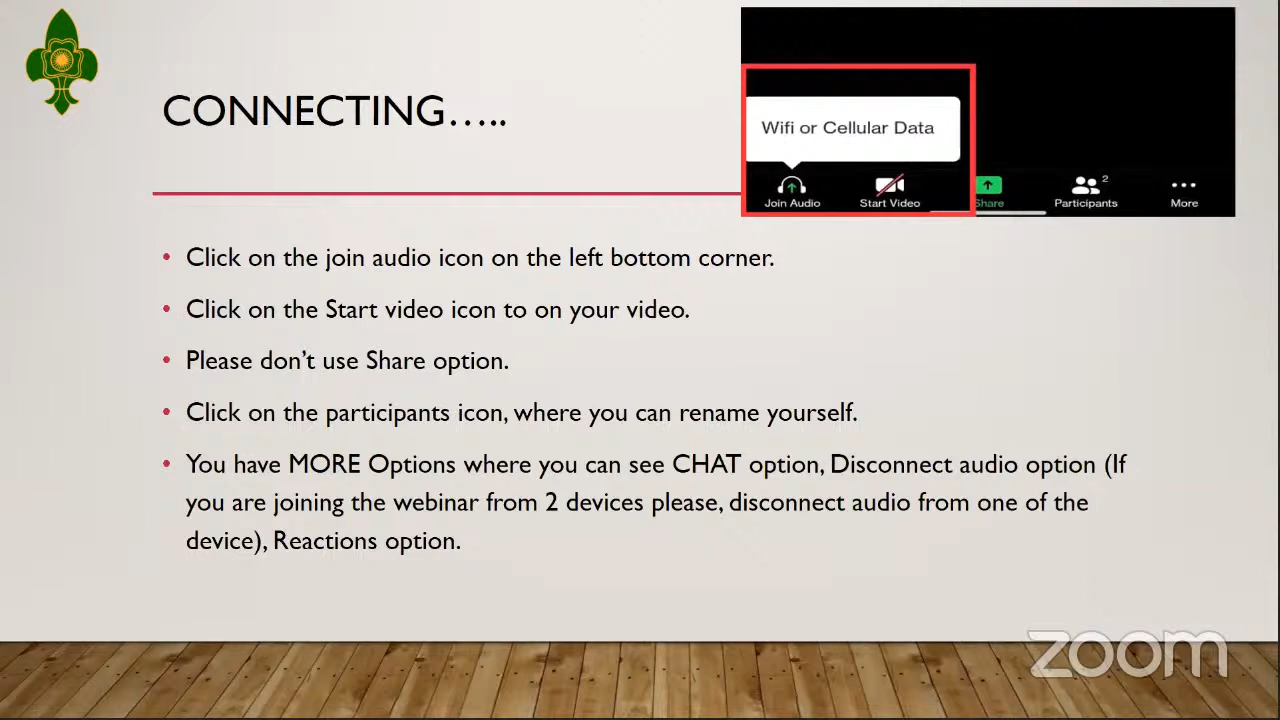 CONNECTING…..
Wifi or Cellular Data
Join Audio
Start Video
Share
Participants
2
More
• Click on the join audio icon on the left bottom corner.
• Click on the Start video icon to on your video.
• Please don’t use Share option.
• Click on the participants icon, where you can rename yourself.
• You have MORE Options where you can see CHAT option, Disconnect audio option (If
you are joining the webinar from 2 devices please, disconnect audio from one of the
device), Reactions option.
zoom